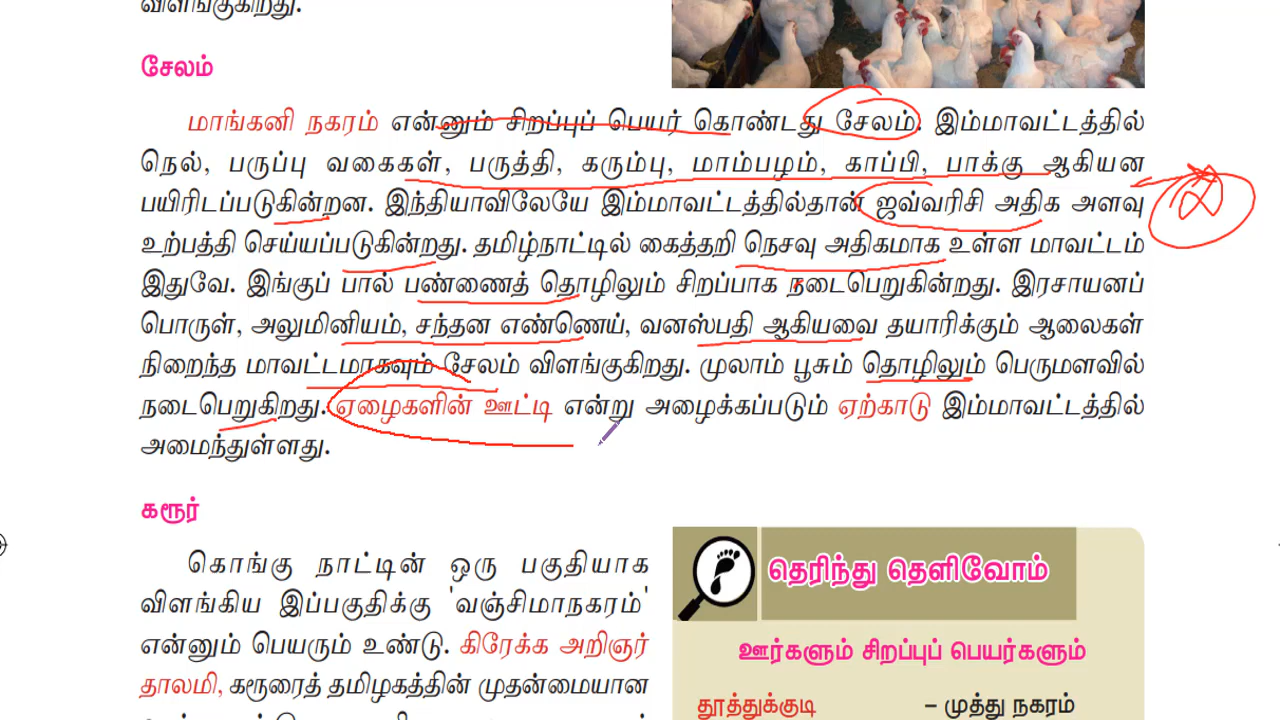 விளங்குகிறது.
சேலம்
மாங்கனி நகரம் என்னும் சிறப்புப் பெயர் கொண்டது சேலம். இம்மாவட்டத்தில்
நெல், பருப்பு வகைகள், பருத்தி, கரும்பு, மாம்பழம், காப்பி, பாக்கு ஆகியன
பயிரிடப்படுகின்றன. இந்தியாவிலேயே இம்மாவட்டத்தில்தான் ஜவ்வரிசி அதிக அளவு
உற்பத்தி செய்யப்படுகின்றது. தமிழ்நாட்டில் கைத்தறி நெசவு அதிகமாக உள்ள மாவட்டம்
இதுவே. இங்குப் பால் பண்ணைத் தொழிலும் சிறப்பாக நடைபெறுகின்றது. இரசாயனப்
பொருள், அலுமினியம், சந்தன எண்ணெய், வனஸ்பதி ஆகியவை தயாரிக்கும் ஆலைகள்
நிறைந்த மாவட்டமாகவும் சேலம் விளங்குகிறது. முலாம் பூசும் தொழிலும் பெருமளவில்
நடைபெறுகிறது. ஏழைகளின் ஊட்டி என்று அழைக்கப்படும் ஏற்காடு இம்மாவட்டத்தில்
அமைந்துள்ளது.
கரூர்
கொங்கு நாட்டின் ஒரு பகுதியாக
விளங்கிய இப்பகுதிக்கு 'வஞ்சிமாநகரம்'
என்னும் பெயரும் உண்டு. கிரேக்க அறிஞர்
தாலமி, கரூரைத் தமிழகத்தின் முதன்மையான
தெரிந்து தெளிவோம்
ஊர்களும் சிறப்புப் பெயர்களும்
தூத்துக்குடி – முத்து நகரம்